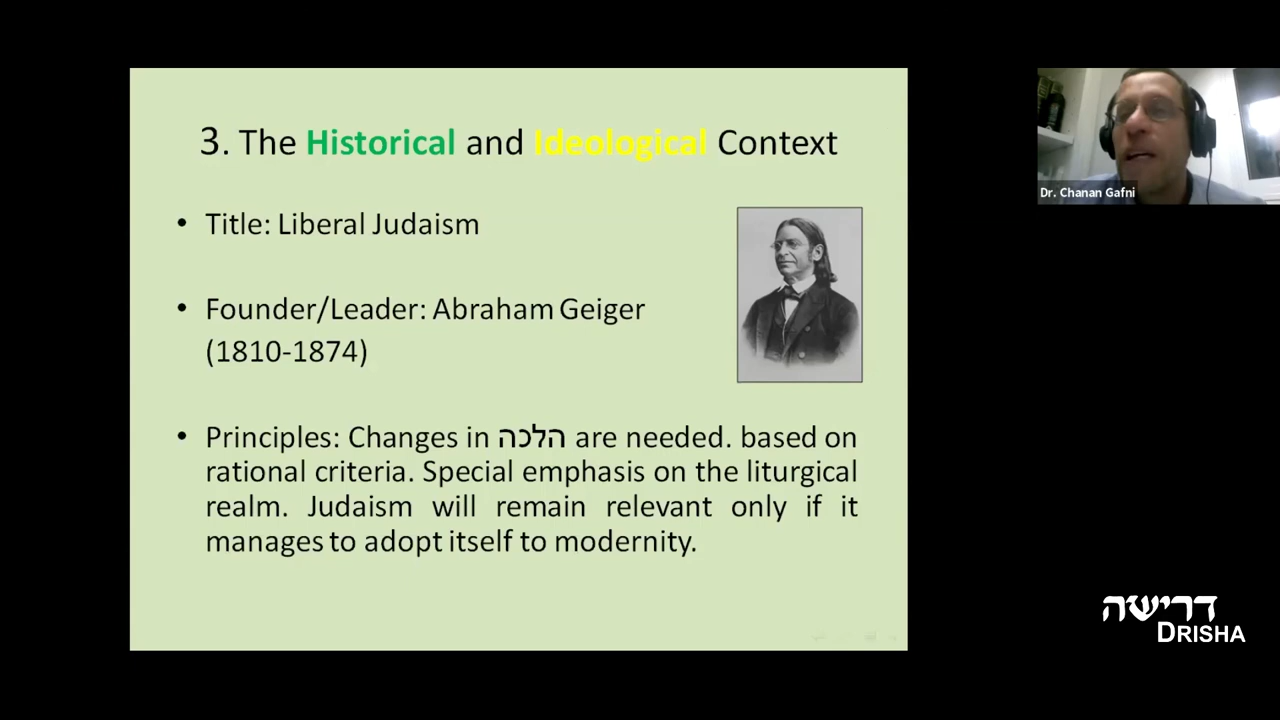 3. The Historical and Ideological Context
• Title: Liberal Judaism
• Founder/Leader: Abraham Geiger
(1810-1874)
• Principles: Changes in הלכה are needed. based on
rational criteria. Special emphasis on the liturgical
realm. Judaism will remain relevant only if it
manages to adopt itself to modernity.
Dr. Chanan Gafni
דרישה
DRISHA